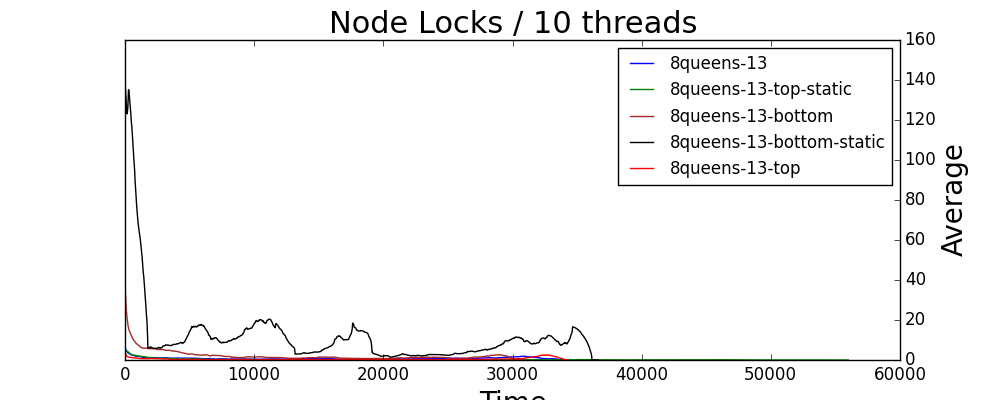 Node Locks / 10 threads
160
8queens-13
140
8queens-13-top-static
120
8queens-13-bottom
8queens-13-bottom-static
100
8queens-13-top
80
60
40
20
0
Average
0 10000 20000 30000 40000 50000 60000
Time